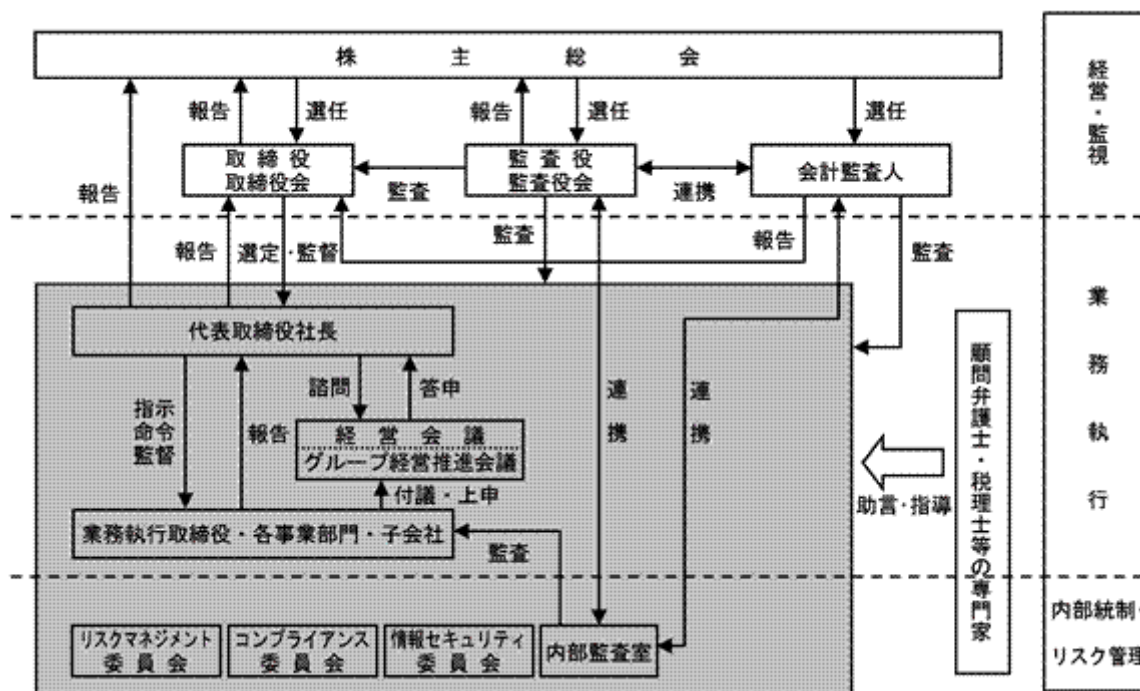 株主総会
経営・監視
報告
選任
報告
選任
選任
取締役
取締役会
監査
監査役
監査役会
連携
会計監査人
報告
報告
選定・監督
監査
報告
監査
業務執行
代表取締役社長
指示
命令
監督
報告
諮問
答申
連携
連携
経営会議
グループ経営推進会議
付議・上申
助言・指導
顧問弁護士・税理士等の専門家
業務執行取締役・各事業部門・子会社
監査
リスクマネジメント
委員会
コンプライアンス
委員会
情報セキュリティ
委員会
内部監査室
内部統制・
リスク管理